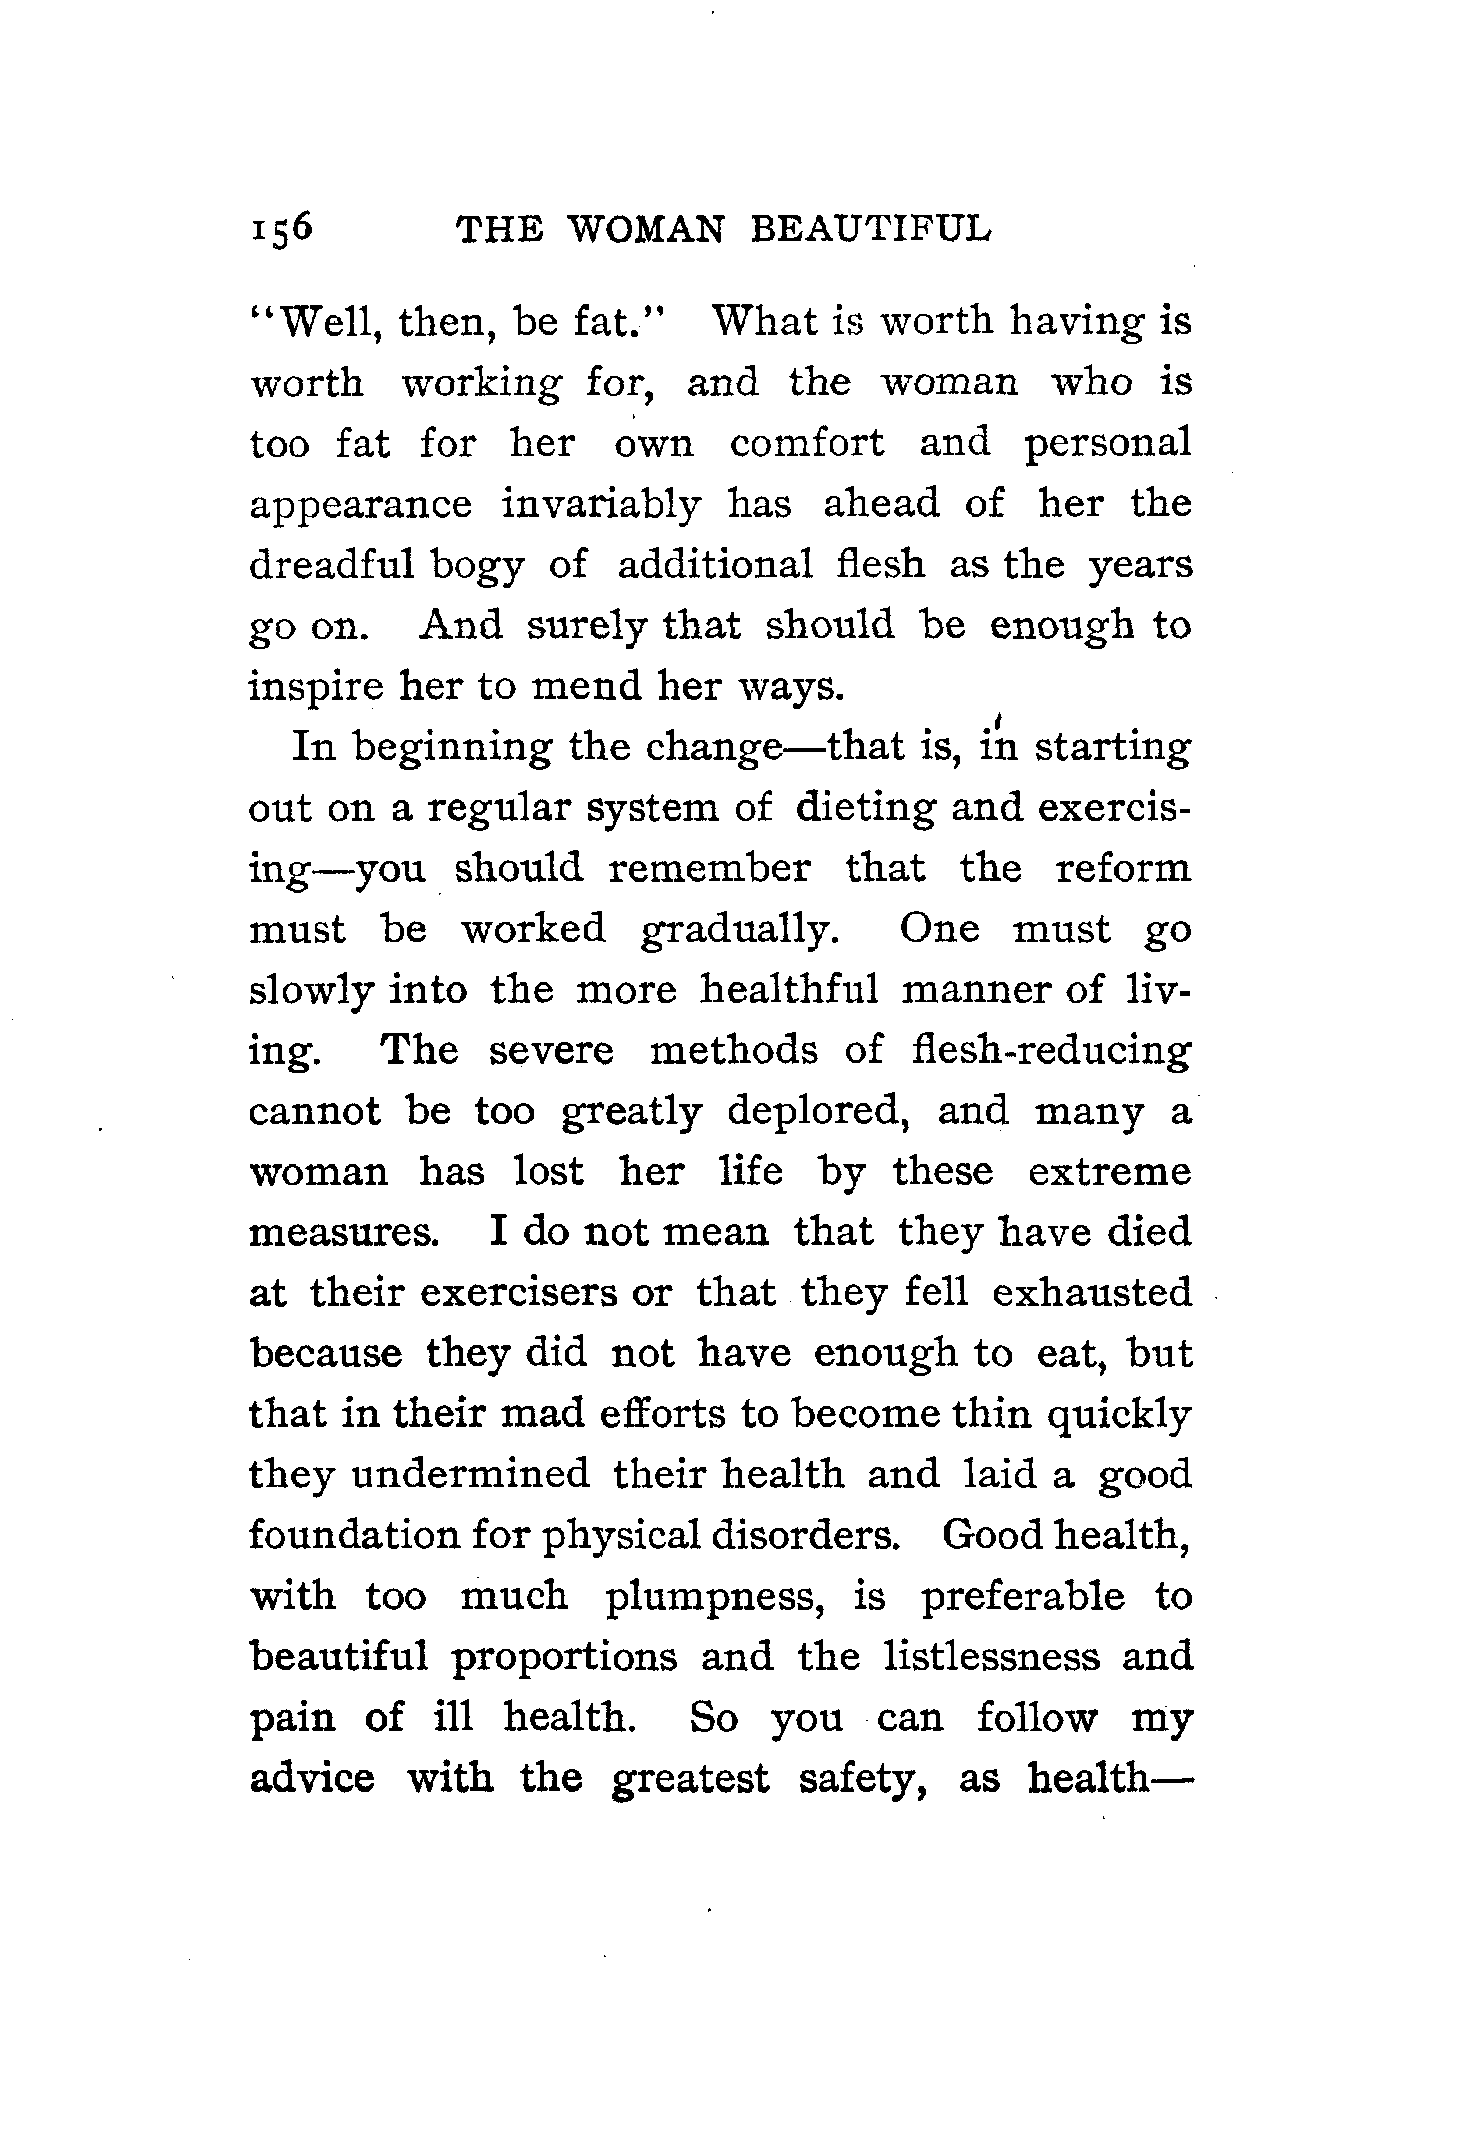 156 THE WOMAN BEAUTIFUL
"Well, then, be fat." What is worth having is
worth working for, and the woman who is
too fat for her own comfort and personal
appearance invariably has ahead of her the
dreadful bogy of additional flesh as the years
go on. And surely that should be enough to
inspire her to mend her ways.
In beginning the change—that is, in starting
out on a regular system of dieting and exercis-
ing—you should remember that the reform
must be worked gradually. One must go
slowly into the more healthful manner of liv-
ing. The severe methods of flesh-reducing
cannot be too greatly deplored, and many a
woman has lost her life by these extreme
measures. I do not mean that they have died
at their exercisers or that they fell exhausted
because they did not have enough to eat, but
that in their mad efforts to become thin quickly
they undermined their health and laid a good
foundation for physical disorders. Good health,
with too much plumpness, is preferable to
beautiful proportions and the listlessness and
pain of ill health. So you can follow my
advice with the greatest safety, as health—